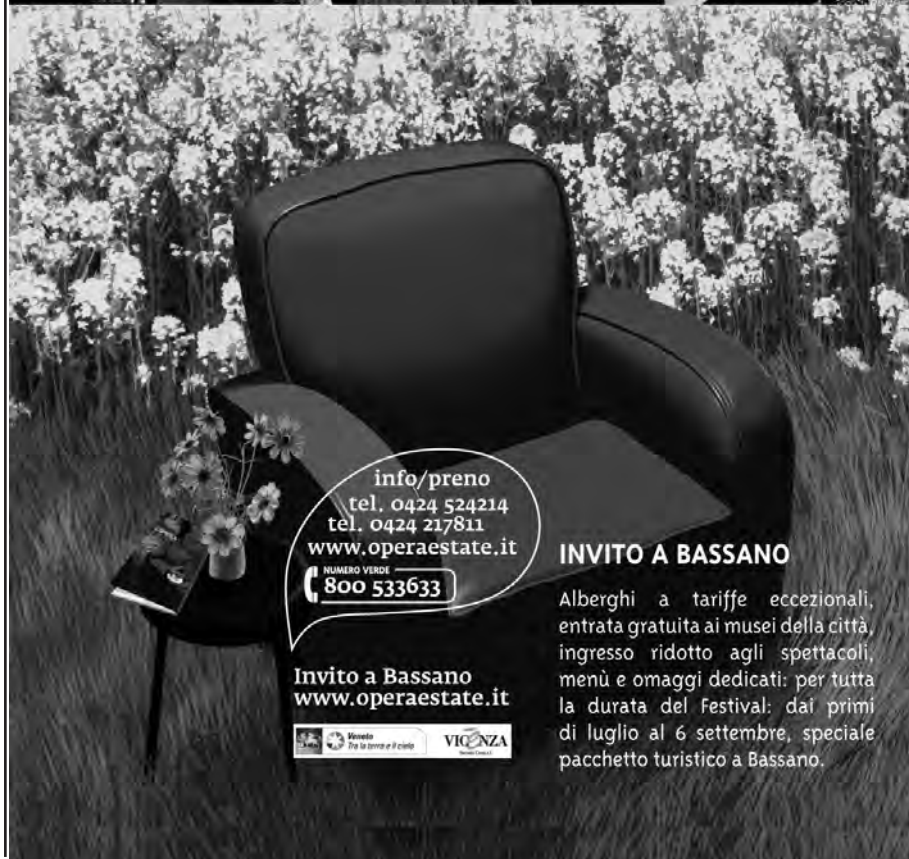 info/preno
tel. 0424 524214
tel. 0424 217811
www.operaestate.it
NUMERO VERDE
800 533633
Invito a Bassano
www.operaestate.it
Veneto
Tra la terra e il cielo
VICENZA
INVITO A BASSANO
Alberghi a tariffe eccezionali,
entrata gratuita ai musei della città,
ingresso ridotto agli spettacoli,
menù e omaggi dedicati: per tutta
la durata del Festival: dai primi
di luglio al 6 settembre, speciale
pacchetto turistico a Bassano.